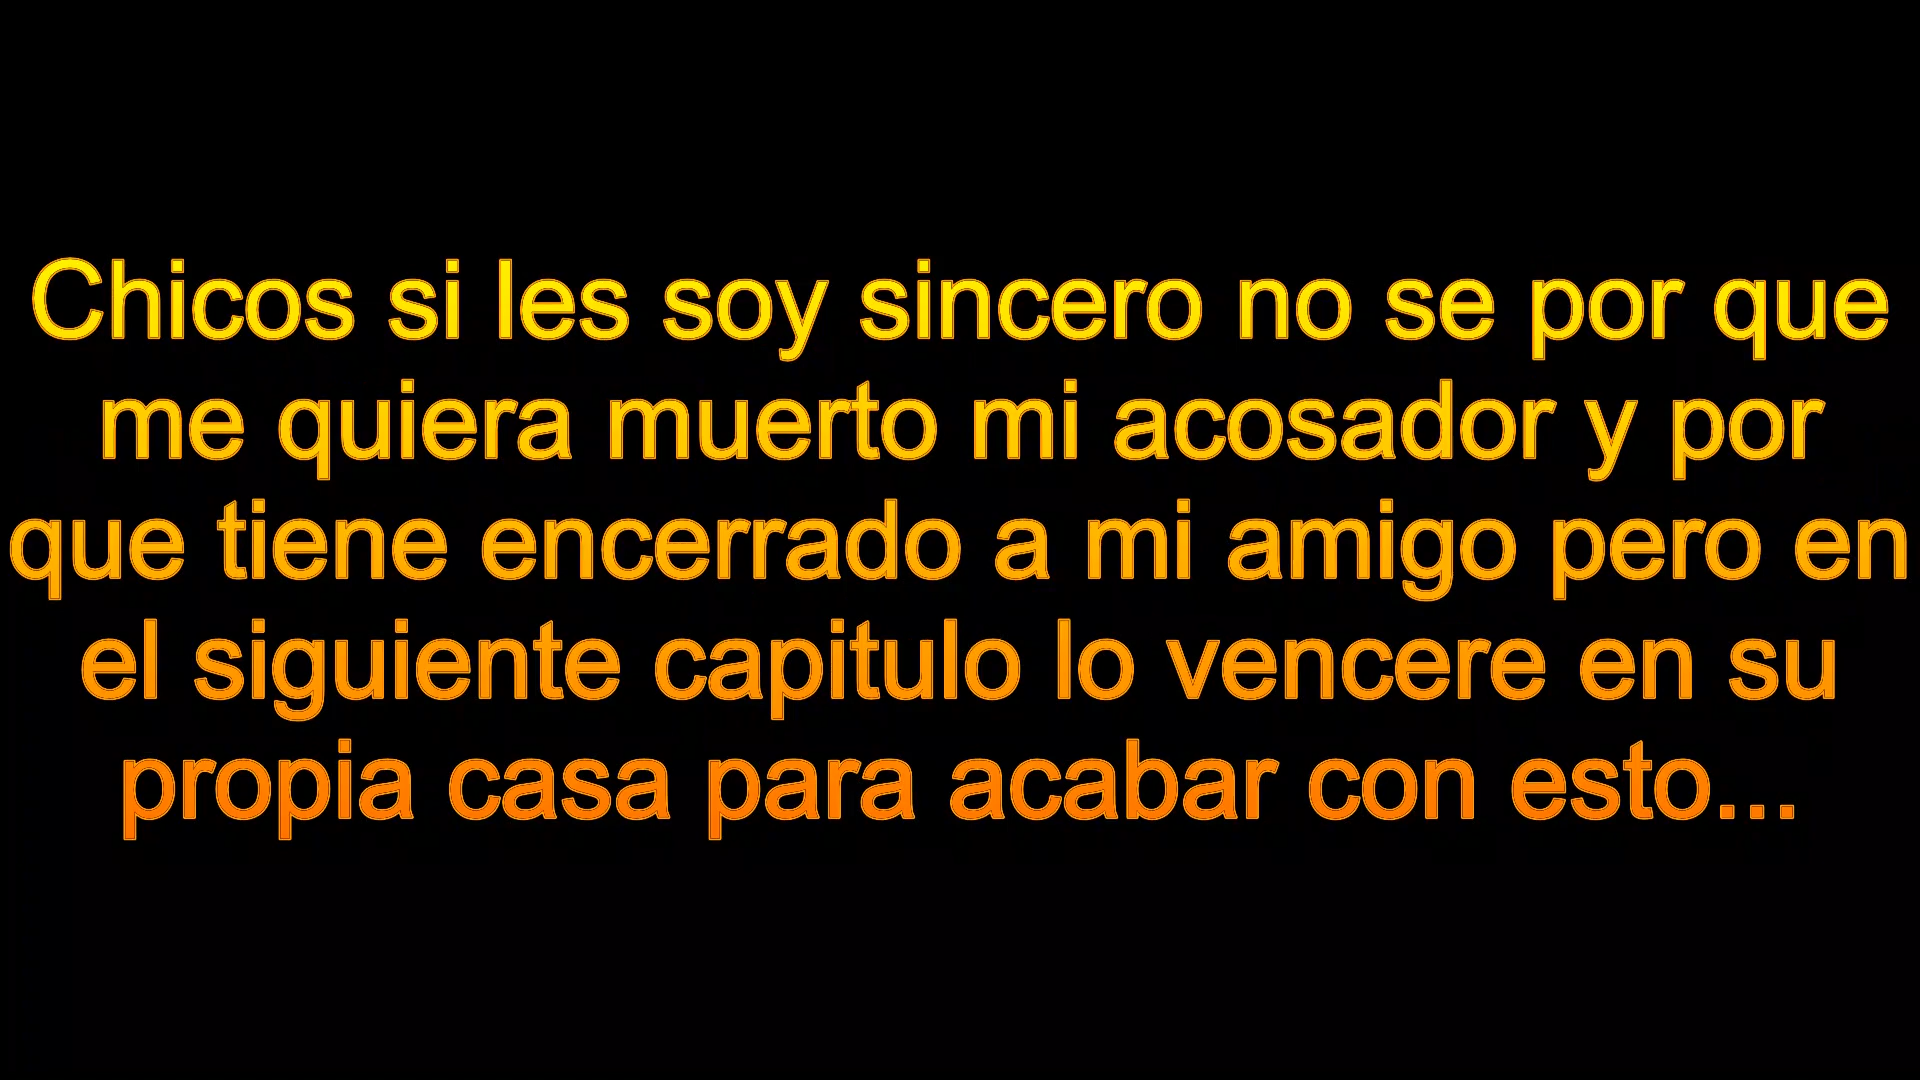 Chicos si les soy sincero no se por que
me quiera muerto mi acosador y por
que tiene encerrado a mi amigo pero en
el siguiente capitulo lo vencere en su
propia casa para acabar con esto...